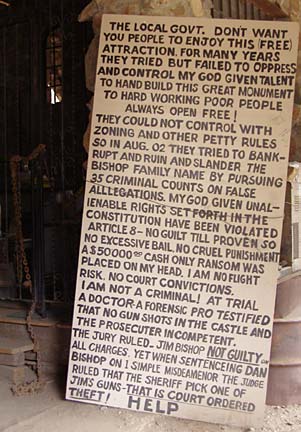 THE LOCAL GOVT. DON'T WANT
YOU PEOPLE TO ENJOY THIS (FREE)
ATTRACTION. FOR MANY YEARS
THEY TRIED BUT FAILED TO OPPRESS
AND CONTROL MY GOD GIVEN TALENT
TO HAND BUILD THIS GREAT MONUMENT
TO HARD WORKING POOR PEOPLE
ALWAYS OPEN FREE!
THEY COULD NOT CONTROL WITH
ZONING AND OTHER PETTY RULES
SO IN AUG. 02 THEY TRIED TO BANK-
RUPT AND RUIN AND SLANDER THE
BISHOP FAMILY NAME BY PURSUING
35 CRIMINAL COUNTS ON FALSE
ALLLEGATIONS. MY GOD GIVEN UNAL-
IENABLE RIGHTS SET FORTH IN THE
CONSTITUTION HAVE BEEN VIOLATED
ARTICLE 8- NO GUILT TILL PROVEN SO
NO EXCESSIVE BAIL. NO CRUEL PUNISHMENT
A $50000 00 CASH ONLY RANSOM WAS
PLACED ON MY HEAD. I AM NO FLIGHT
RISK. NO COURT CONVICTIONS.
I AM NOT A CRIMINAL! AT TRIAL
A DOCTOR-A FORENSIC PRO TESTIFIED
THAT NO GUN SHOTS IN THE CASTLE AND
THE PROSECUTER INCOMPETENT.
THE JURY RULED- JIM BISHOP NOT GUILTY ON
ALL CHARGES. YET WHEN SENTENCEING DAN
BISHOP ON 1 SIMPLE MISDEAMENOR THE JUDGE
RULED THAT THE SHERIFF PICK ONE OF
JIM'S GUNS-THAT IS COURT ORDERED
THEFT! HELP